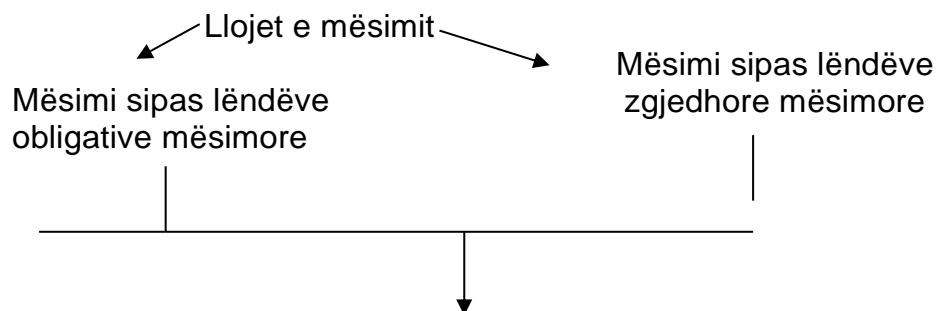 Llojet e mësimit
Mësimi sipas lëndëve
obligative mësimore
Mësimi sipas lëndëve
zgjedhore mësimore